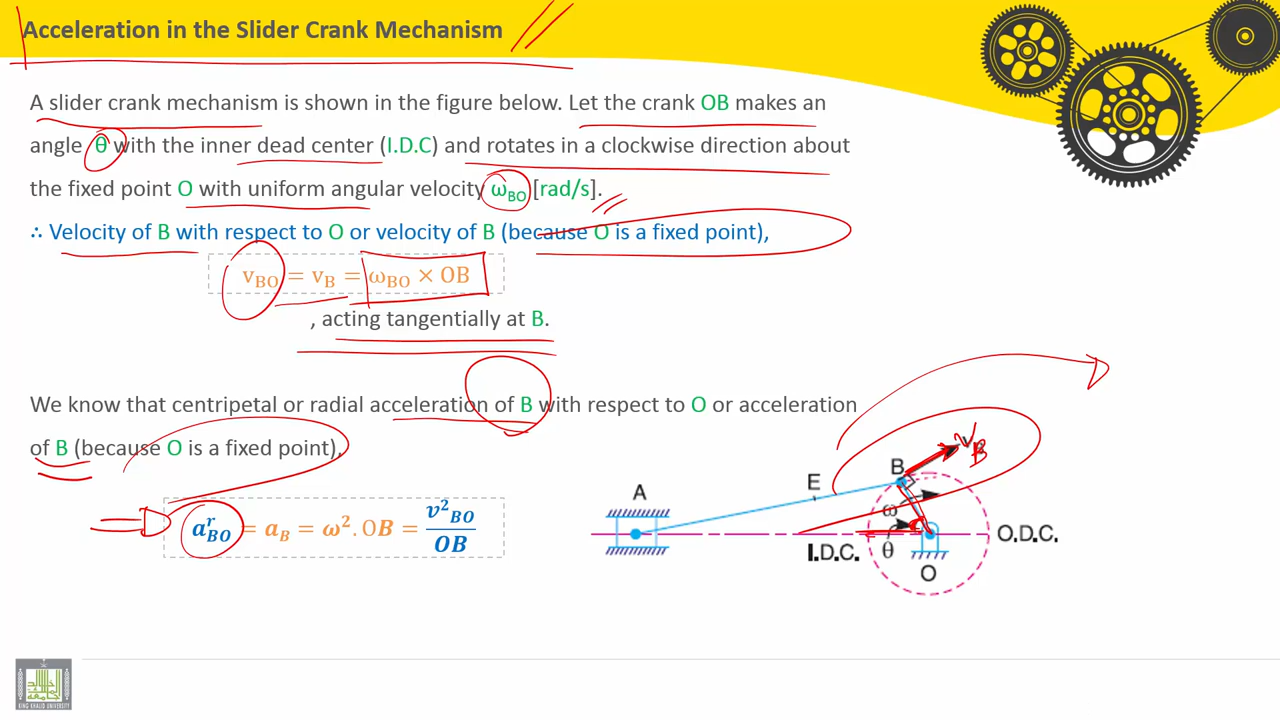 Acceleration in the Slider Crank Mechanism
A slider crank mechanism is shown in the figure below. Let the crank OB makes an
angle θ with the inner dead center (I.D.C) and rotates in a clockwise direction about
the fixed point O with uniform angular velocity ω_BO [rad/s].
∴ Velocity of B with respect to O or velocity of B (because O is a fixed point),
v_BO = v_B = ω_BO × OB
, acting tangentially at B.
We know that centripetal or radial acceleration of B with respect to O or acceleration
of B (because O is a fixed point),
a^r_BO = a_B = ω². OB = v²_BO / OB
V_B
B
E
A
ω
O.D.C.
I.D.C.
θ
O
KING KHALID UNIVERSITY